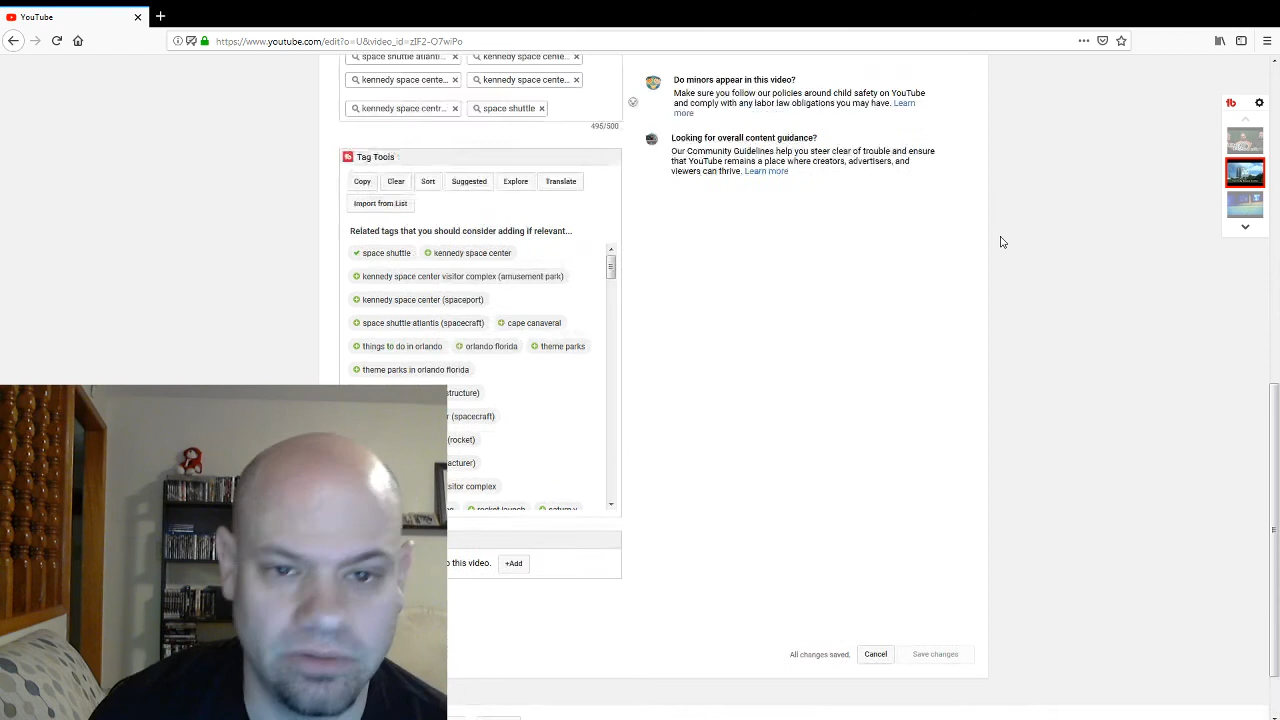 YouTube
https://www.youtube.com/edit?o=U&video_id=zIF2-O7wiPo
space shuttle atlanti... kennedy space cente...
kennedy space cente... kennedy space cente...
kennedy space centr... space shuttle
495/500
Do minors appear in this video?
Make sure you follow our policies around child safety on YouTube
and comply with any labor law obligations you may have. Learn
more
Looking for overall content guidance?
Our Community Guidelines help you steer clear of trouble and ensure
that YouTube remains a place where creators, advertisers, and
viewers can thrive. Learn more
Tag Tools
Copy Clear Sort Suggested Explore Translate
Import from List
Related tags that you should consider adding if relevant...
space shuttle kennedy space center
kennedy space center visitor complex (amusement park)
kennedy space center (spaceport)
space shuttle atlantis (spacecraft) cape canaveral
things to do in orlando orlando florida theme parks
theme parks in orlando florida
structure)
(spacecraft)
(rocket)
acturer)
isitor complex
rocket launch saturn v
this video. +Add
All changes saved. Cancel Save changes
tb